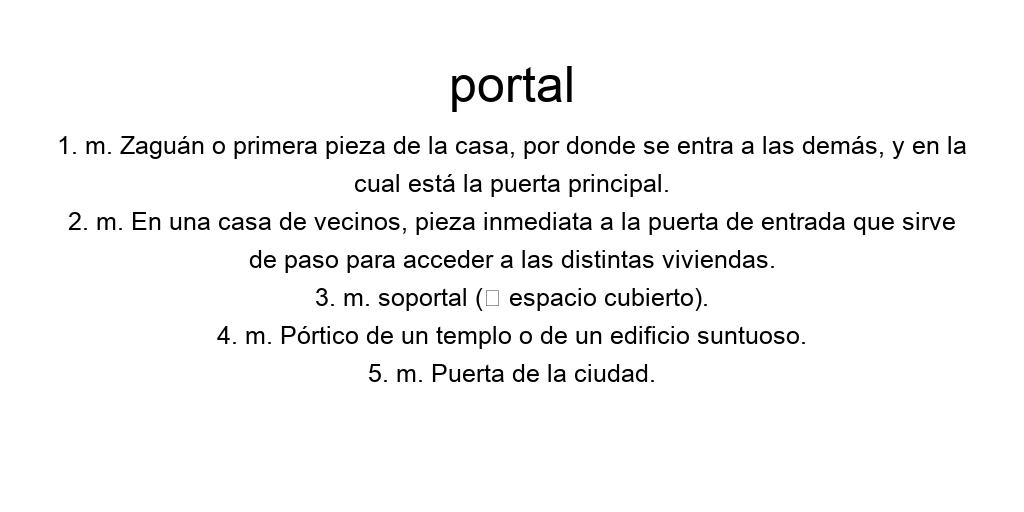 portal
1. m. Zaguán o primera pieza de la casa, por donde se entra a las demás, y en la
cual está la puerta principal.
2. m. En una casa de vecinos, pieza inmediata a la puerta de entrada que sirve
de paso para acceder a las distintas viviendas.
3. m. soportal (▯ espacio cubierto).
4. m. Pórtico de un templo o de un edificio suntuoso.
5. m. Puerta de la ciudad.